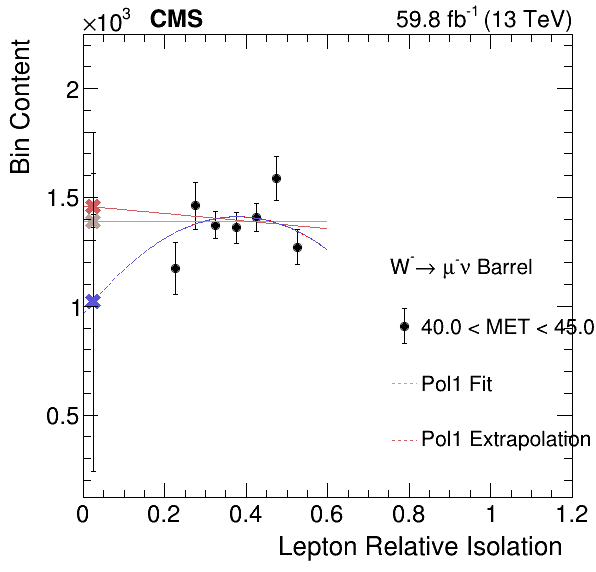 ×10³ CMS 59.8 fb⁻¹ (13 TeV)
Bin Content
2
1.5
1
0.5
W⁻→ μ⁻ν Barrel
40.0 < MET < 45.0
Pol1 Fit
Pol1 Extrapolation
0 0.2 0.4 0.6 0.8 1 1.2
Lepton Relative Isolation